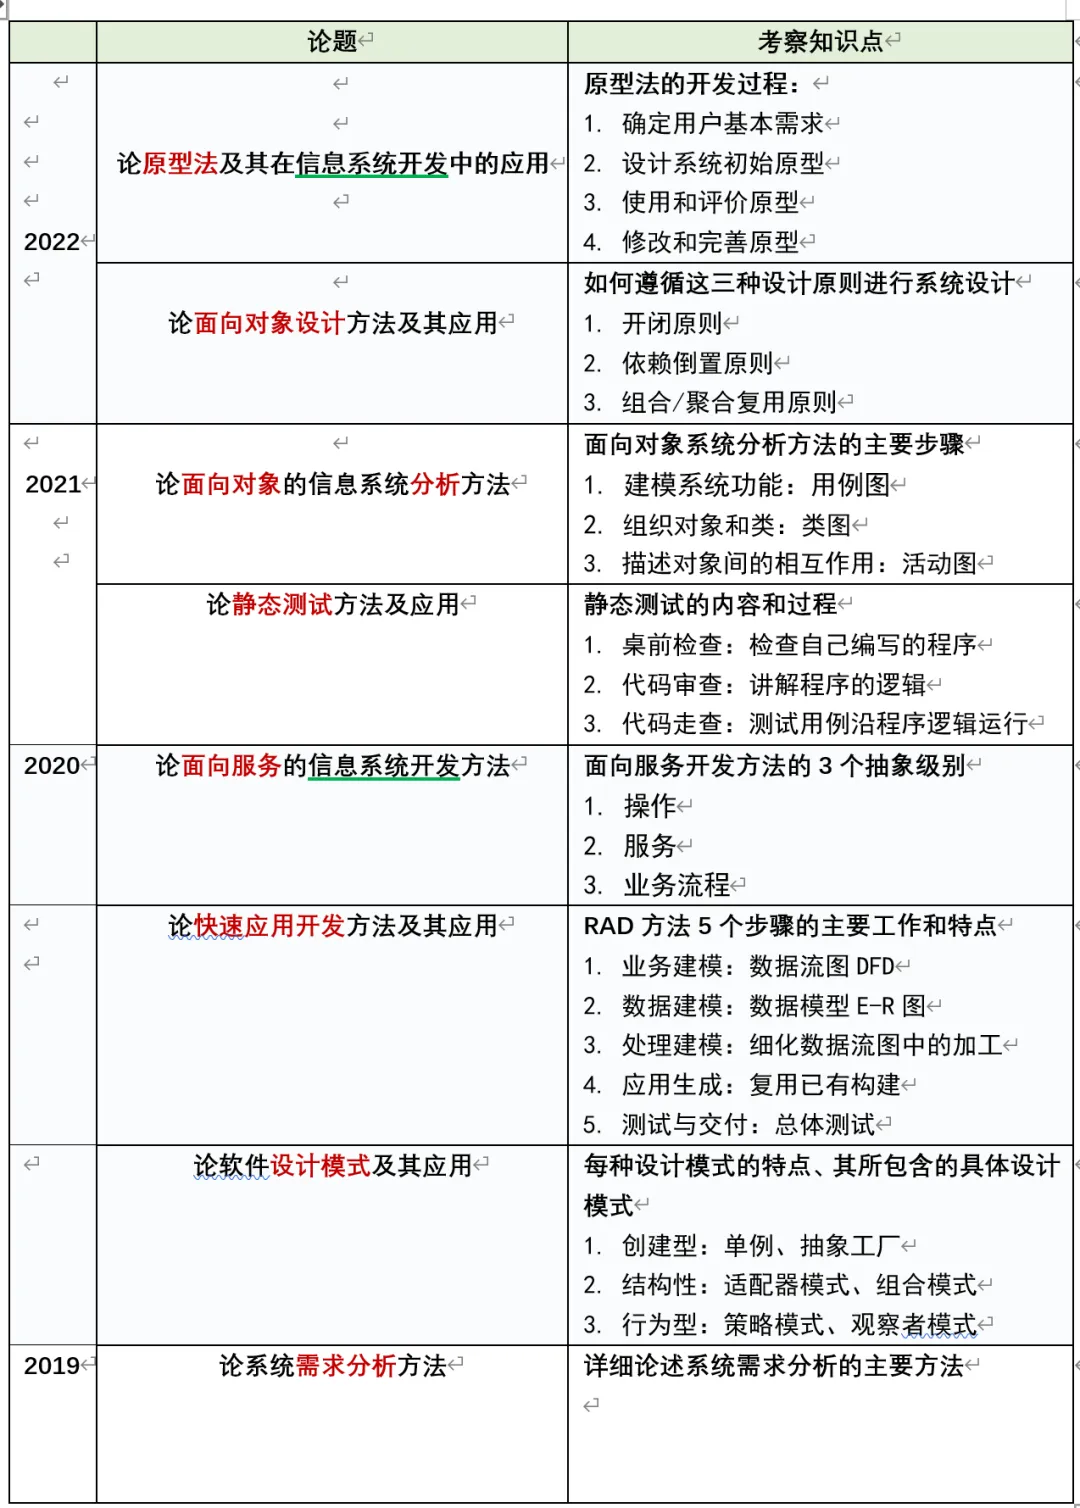 论题
考察知识点
2022
论原型法及其在信息系统开发中的应用
原型法的开发过程：
1. 确定用户基本需求
2. 设计系统初始原型
3. 使用和评价原型
4. 修改和完善原型
论面向对象设计方法及其应用
如何遵循这三种设计原则进行系统设计
1. 开闭原则
2. 依赖倒置原则
3. 组合/聚合复用原则
2021
论面向对象的信息系统分析方法
面向对象系统分析方法的主要步骤
1. 建模系统功能：用例图
2. 组织对象和类：类图
3. 描述对象间的相互作用：活动图
论静态测试方法及应用
静态测试的内容和过程
1. 桌前检查：检查自己编写的程序
2. 代码审查：讲解程序的逻辑
3. 代码走查：测试用例沿程序逻辑运行
2020
论面向服务的信息系统开发方法
面向服务开发方法的 3 个抽象级别
1. 操作
2. 服务
3. 业务流程
论快速应用开发方法及其应用
RAD 方法 5 个步骤的主要工作和特点
1. 业务建模：数据流图 DFD
2. 数据建模：数据模型 E-R 图
3. 处理建模：细化数据流图中的加工
4. 应用生成：复用已有构建
5. 测试与交付：总体测试
论软件设计模式及其应用
每种设计模式的特点、其所包含的具体设计
模式
1. 创建型：单例、抽象工厂
2. 结构性：适配器模式、组合模式
3. 行为型：策略模式、观察者模式
2019
论系统需求分析方法
详细论述系统需求分析的主要方法